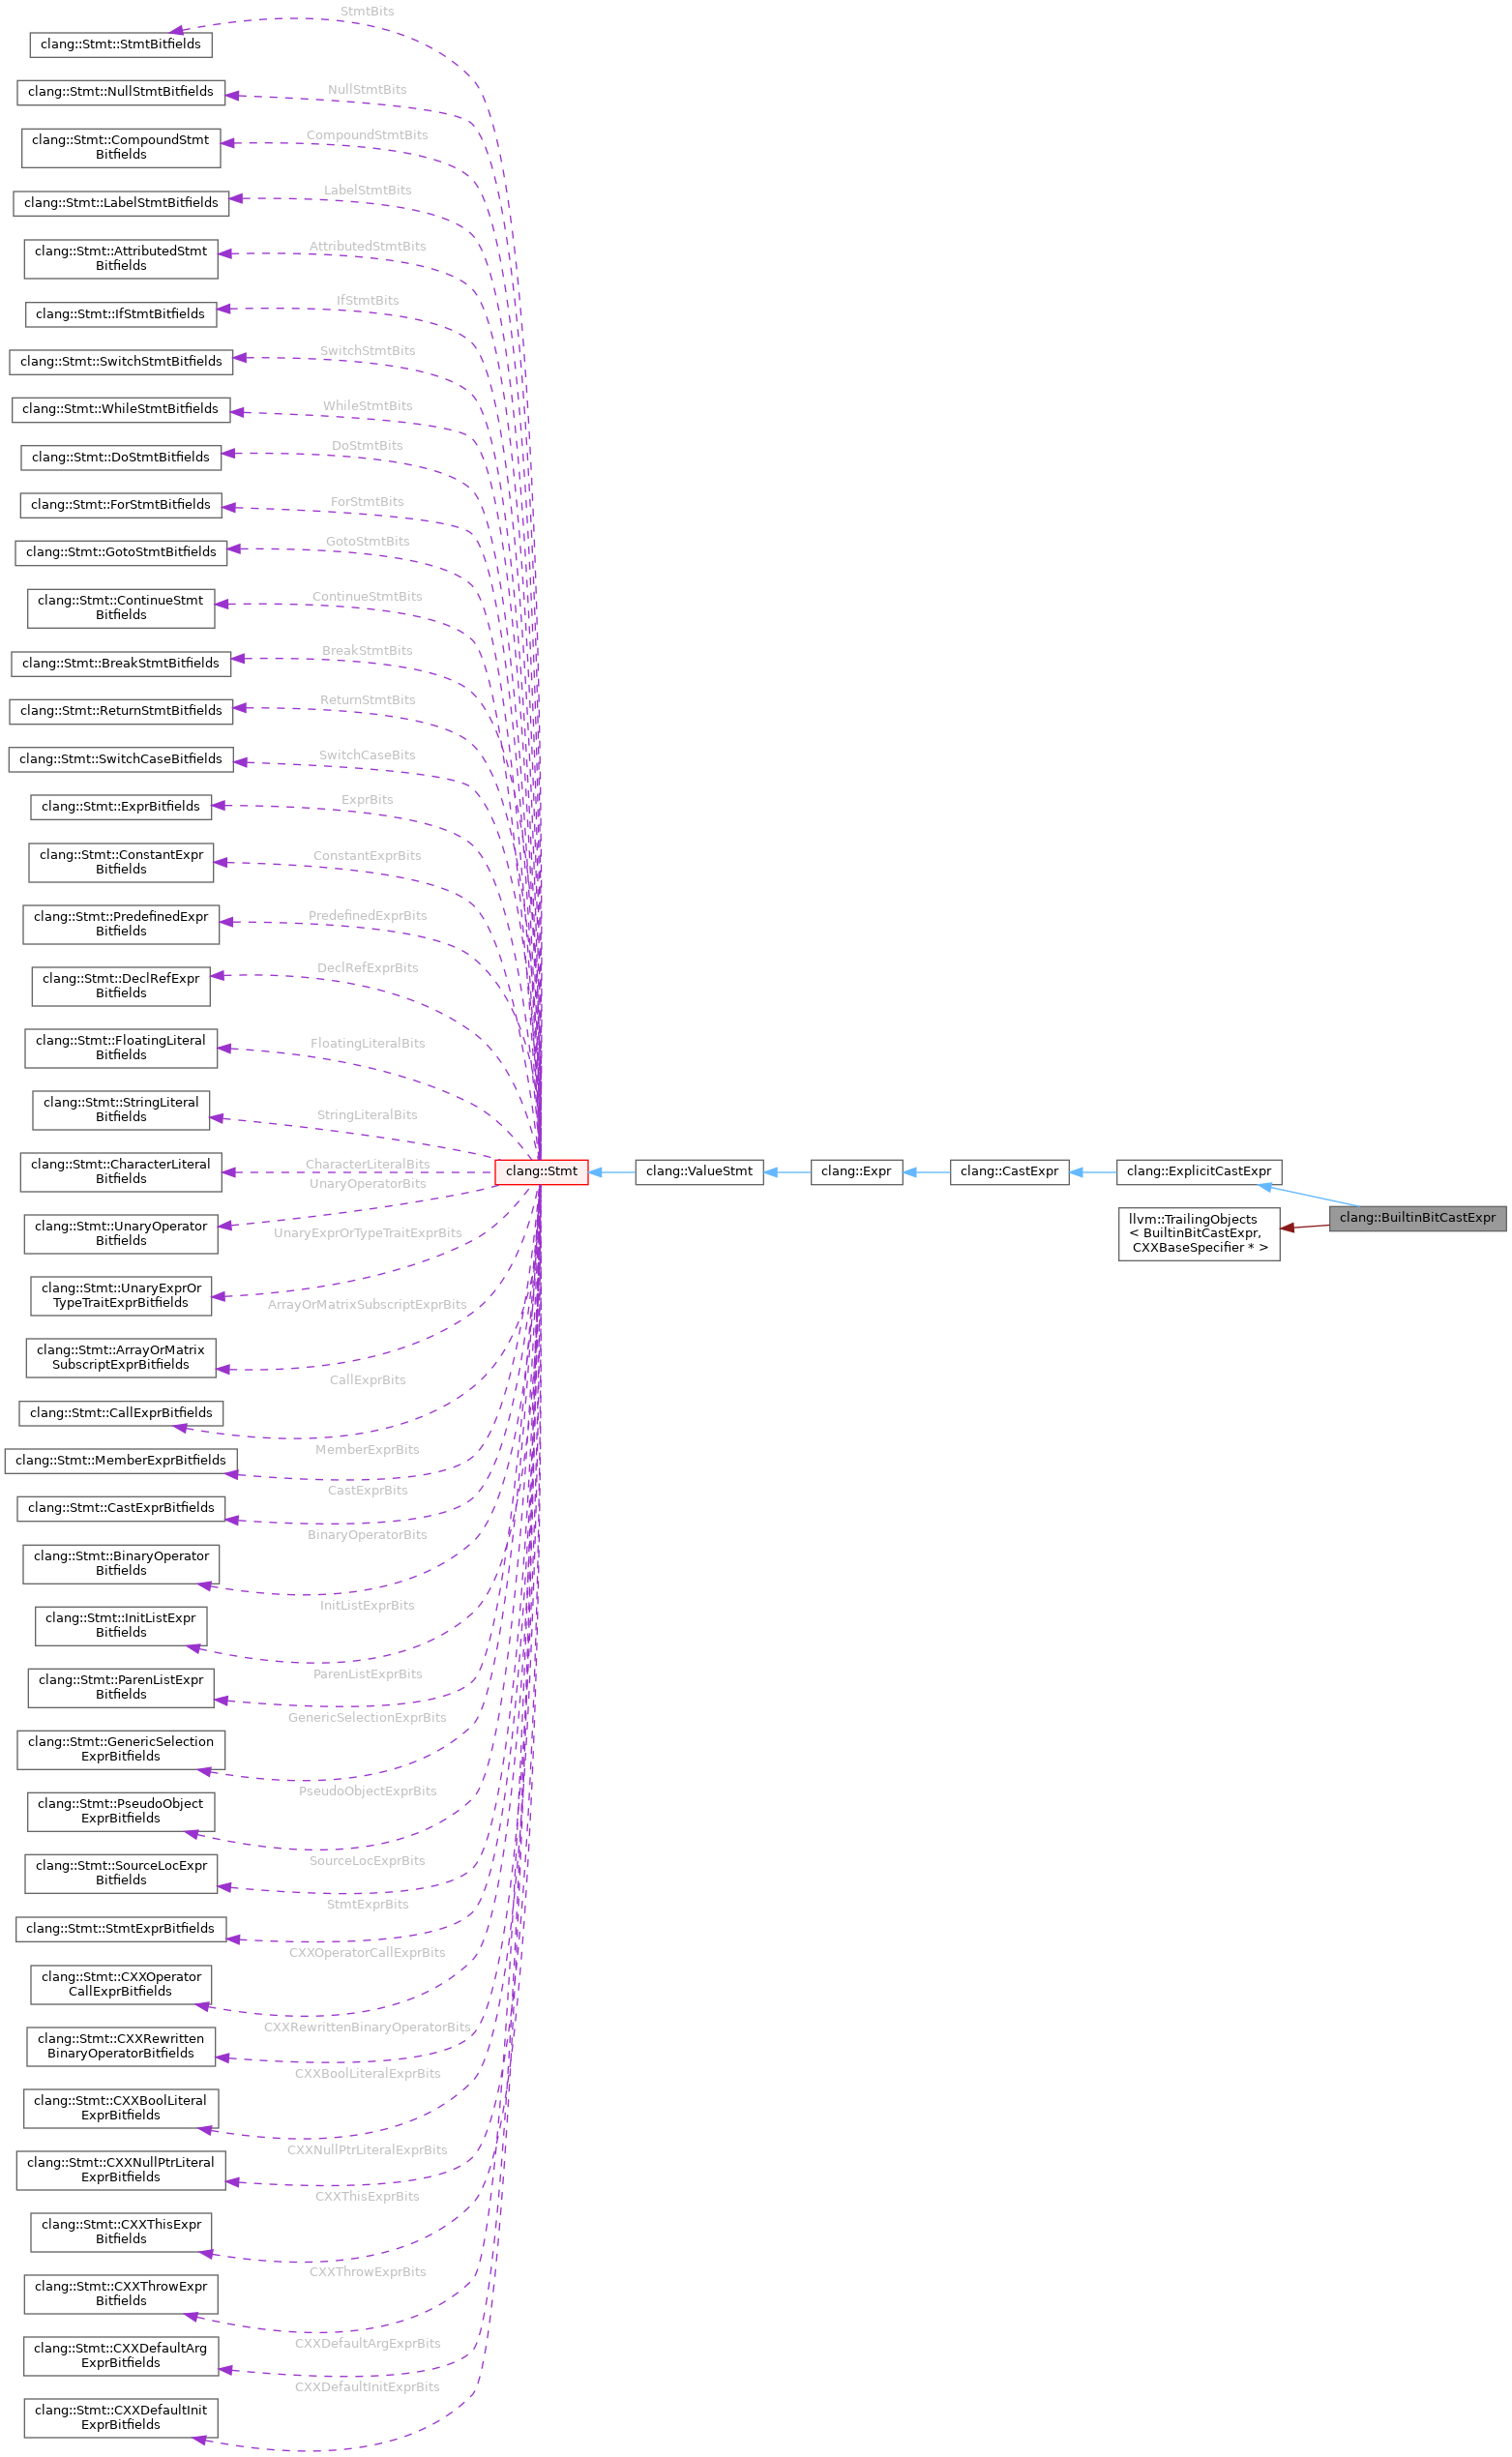 StmtBits
clang::Stmt::StmtBitfields
NullStmtBits
clang::Stmt::NullStmtBitfields
CompoundStmtBits
clang::Stmt::CompoundStmt
Bitfields
LabelStmtBits
clang::Stmt::LabelStmtBitfields
AttributedStmtBits
clang::Stmt::AttributedStmt
Bitfields
IfStmtBits
clang::Stmt::IfStmtBitfields
SwitchStmtBits
clang::Stmt::SwitchStmtBitfields
WhileStmtBits
clang::Stmt::WhileStmtBitfields
DoStmtBits
clang::Stmt::DoStmtBitfields
ForStmtBits
clang::Stmt::ForStmtBitfields
GotoStmtBits
clang::Stmt::GotoStmtBitfields
ContinueStmtBits
clang::Stmt::ContinueStmt
Bitfields
BreakStmtBits
clang::Stmt::BreakStmtBitfields
ReturnStmtBits
clang::Stmt::ReturnStmtBitfields
SwitchCaseBits
clang::Stmt::SwitchCaseBitfields
ExprBits
clang::Stmt::ExprBitfields
ConstantExprBits
clang::Stmt::ConstantExpr
Bitfields
PredefinedExprBits
clang::Stmt::PredefinedExpr
Bitfields
DeclRefExprBits
clang::Stmt::DeclRefExpr
Bitfields
FloatingLiteralBits
clang::Stmt::FloatingLiteral
Bitfields
StringLiteralBits
clang::Stmt::StringLiteral
Bitfields
CharacterLiteralBits
clang::Stmt::CharacterLiteral
Bitfields
clang::Stmt
clang::ValueStmt
clang::Expr
clang::CastExpr
clang::ExplicitCastExpr
clang::BuiltinBitCastExpr
llvm::TrailingObjects
< BuiltinBitCastExpr,
CXXBaseSpecifier * >
UnaryOperatorBits
clang::Stmt::UnaryOperator
Bitfields
UnaryExprOrTypeTraitExprBits
clang::Stmt::UnaryExprOr
TypeTraitExprBitfields
ArrayOrMatrixSubscriptExprBits
clang::Stmt::ArrayOrMatrix
SubscriptExprBitfields
CallExprBits
clang::Stmt::CallExprBitfields
MemberExprBits
clang::Stmt::MemberExprBitfields
CastExprBits
clang::Stmt::CastExprBitfields
BinaryOperatorBits
clang::Stmt::BinaryOperator
Bitfields
InitListExprBits
clang::Stmt::InitListExpr
Bitfields
ParenListExprBits
clang::Stmt::ParenListExpr
Bitfields
GenericSelectionExprBits
clang::Stmt::GenericSelection
ExprBitfields
PseudoObjectExprBits
clang::Stmt::PseudoObject
ExprBitfields
SourceLocExprBits
clang::Stmt::SourceLocExpr
Bitfields
StmtExprBits
clang::Stmt::StmtExprBitfields
CXXOperatorCallExprBits
clang::Stmt::CXXOperator
CallExprBitfields
CXXRewrittenBinaryOperatorBits
clang::Stmt::CXXRewritten
BinaryOperatorBitfields
CXXBoolLiteralExprBits
clang::Stmt::CXXBoolLiteral
ExprBitfields
CXXNullPtrLiteralExprBits
clang::Stmt::CXXNullPtrLiteral
ExprBitfields
CXXThisExprBits
clang::Stmt::CXXThisExpr
Bitfields
CXXThrowExprBits
clang::Stmt::CXXThrowExpr
Bitfields
CXXDefaultArgExprBits
clang::Stmt::CXXDefaultArg
ExprBitfields
CXXDefaultInitExprBits
clang::Stmt::CXXDefaultInit
ExprBitfields